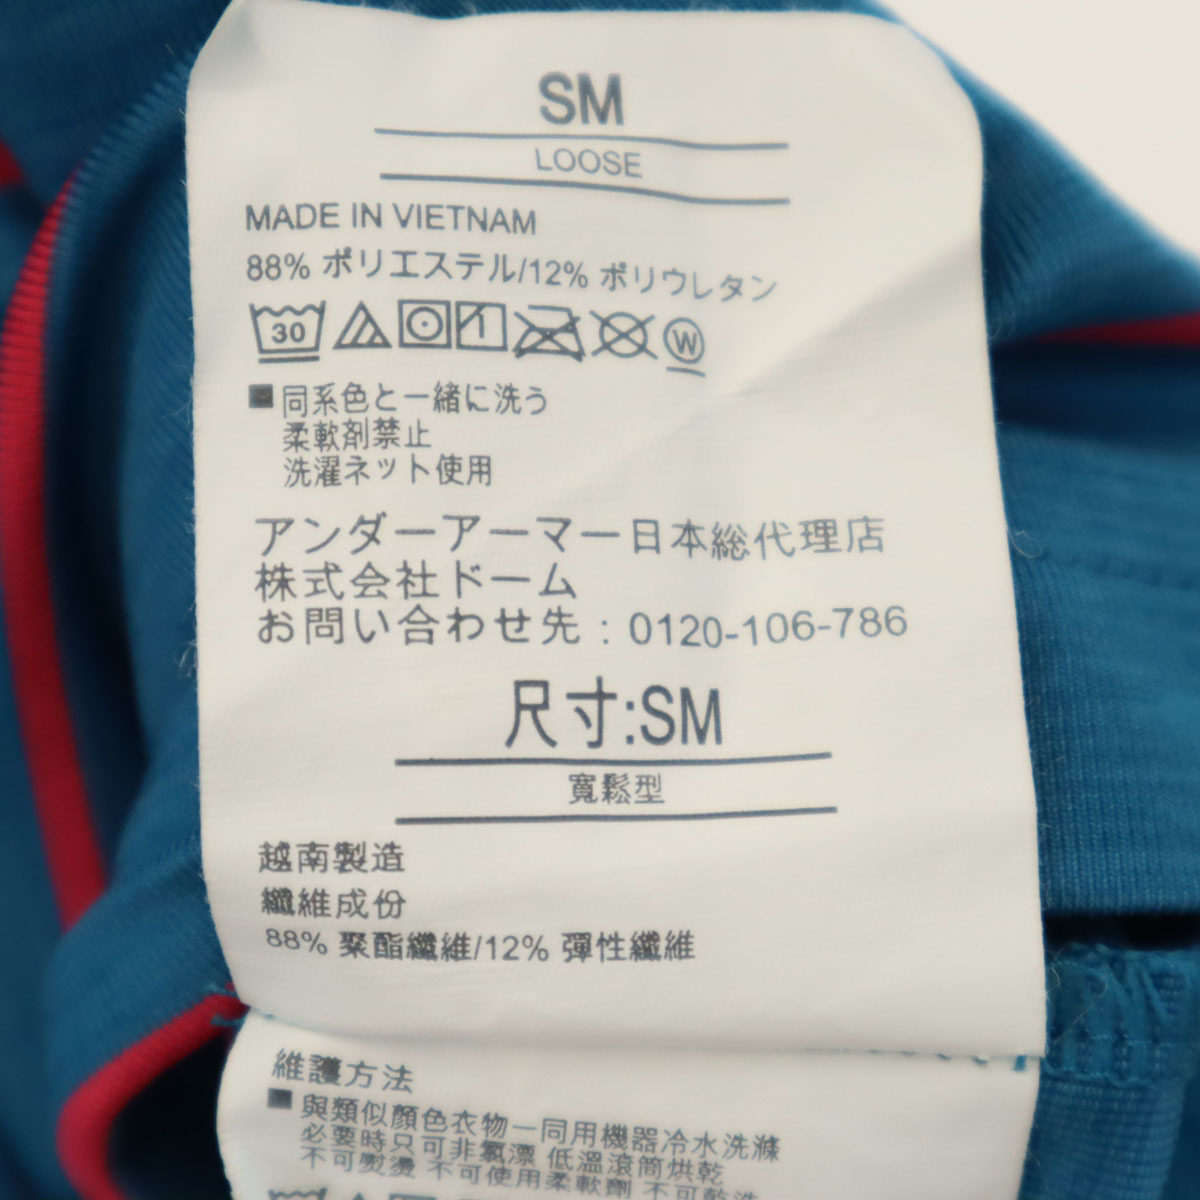 SM
LOOSE
MADE IN VIETNAM
88% ポリエステル/12% ポリウレタン
30 W
■ 同系色と一緒に洗う
柔軟剤禁止
洗濯ネット使用
アンダーアーマー日本総代理店
株式会社ドーム
お問い合わせ先：0120-106-786
尺寸:SM
寬鬆型
越南製造
纖維成份
88% 聚酯纖維/12% 彈性纖維
維護方法
■ 與類似顏色衣物一同用機器冷水洗滌
必要時只可非氯漂 低溫滾筒烘乾
不可熨燙 不可使用柔軟劑 不可乾洗